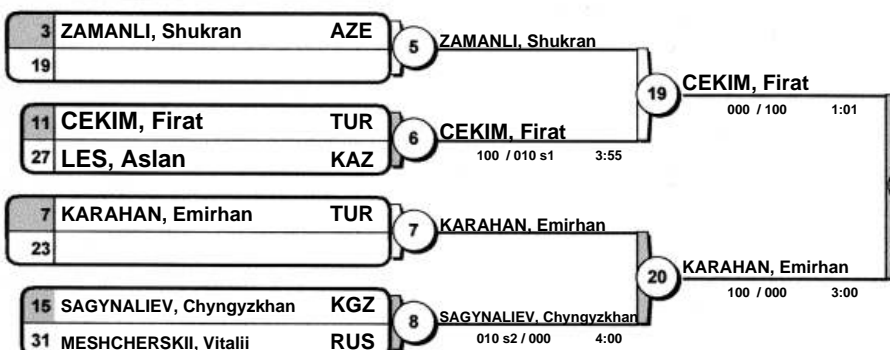 3 ZAMANLI, Shukran AZE
19
5
ZAMANLI, Shukran
11 CEKIM, Firat TUR
27 LES, Aslan KAZ
6
CEKIM, Firat
100 / 010 s1 3:55
19
CEKIM, Firat
000 / 100 1:01
7 KARAHAN, Emirhan TUR
23
7
KARAHAN, Emirhan
15 SAGYNALIEV, Chyngyzkhan KGZ
31 MESHCHERSKII, Vitalii RUS
8
SAGYNALIEV, Chyngyzkhan
010 s2 / 000 4:00
20
KARAHAN, Emirhan
100 / 000 3:00